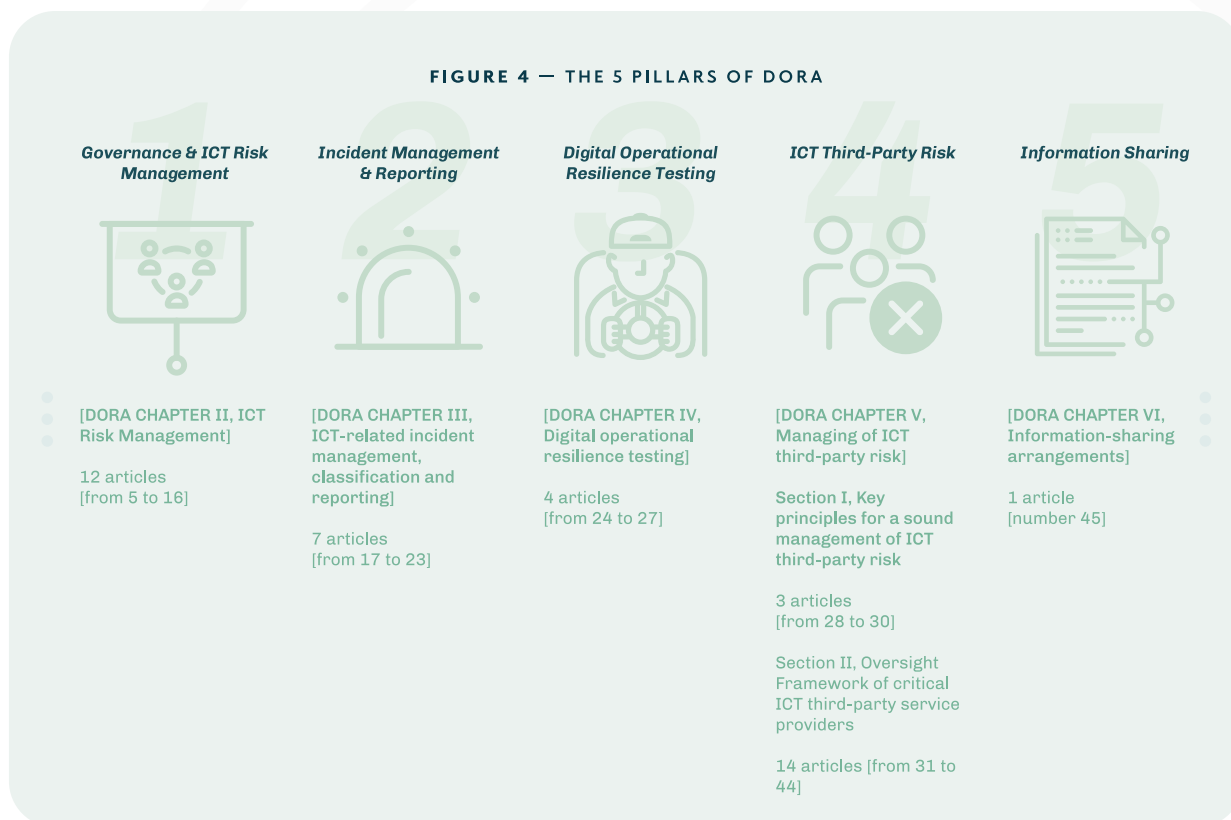 FIGURE 4 — THE 5 PILLARS OF DORA
1
Governance & ICT Risk
Management
[DORA CHAPTER II, ICT
Risk Management]
12 articles
[from 5 to 16]
2
Incident Management
& Reporting
[DORA CHAPTER III,
ICT-related incident
management,
classification and
reporting]
7 articles
[from 17 to 23]
3
Digital Operational
Resilience Testing
[DORA CHAPTER IV,
Digital operational
resilience testing]
4 articles
[from 24 to 27]
4
ICT Third-Party Risk
[DORA CHAPTER V,
Managing of ICT
third-party risk]
Section I, Key
principles for a sound
management of ICT
third-party risk
3 articles
[from 28 to 30]
Section II, Oversight
Framework of critical
ICT third-party service
providers
14 articles [from 31 to
44]
5
Information Sharing
[DORA CHAPTER VI,
Information-sharing
arrangements]
1 article
[number 45]